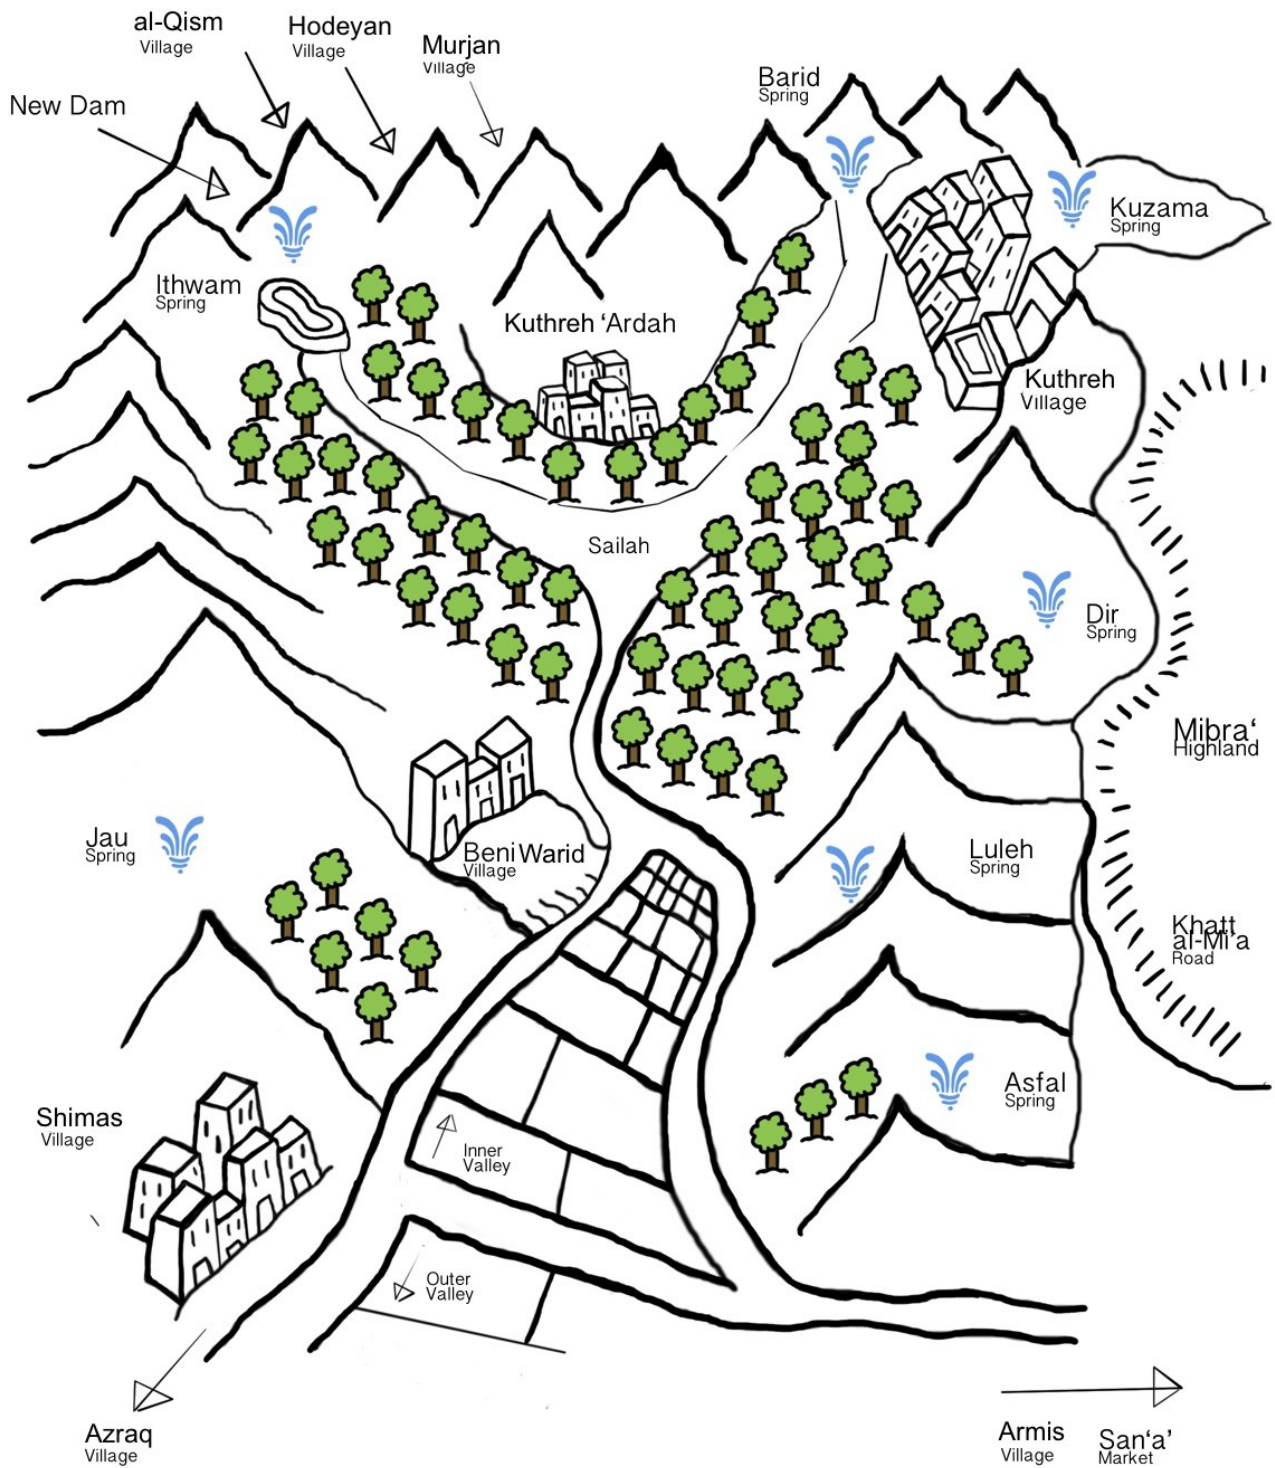 al-Qism
Village
Hodeyan
Village
Murjan
Village
New Dam
Barid
Spring
Kuzama
Spring
Ithwam
Spring
Kuthreh ‘Ardah
Kuthreh
Village
Sailah
Dir
Spring
Mibra‘
Highland
Jau
Spring
Beni Warid
Village
Luleh
Spring
Khatt
al-Mi’a
Road
Asfal
Spring
Shimas
Village
Inner
Valley
Outer
Valley
Azraq
Village
Armis
Village
San‘a’
Market